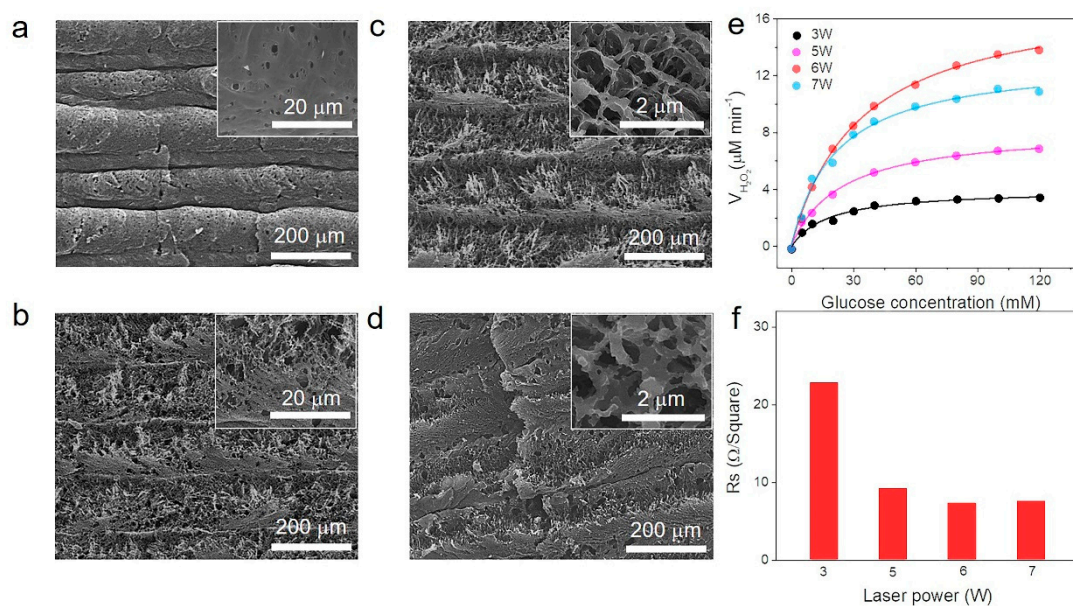 a
20 μm
200 μm
b
20 μm
200 μm
c
2 μm
200 μm
d
2 μm
200 μm
e
16
12
8
4
0
3W
5W
6W
7W
V_H₂O₂ (μM min⁻¹)
0 30 60 90 120
Glucose concentration (mM)
f
30
20
10
0
Rs (Ω/Square)
3 5 6 7
Laser power (W)